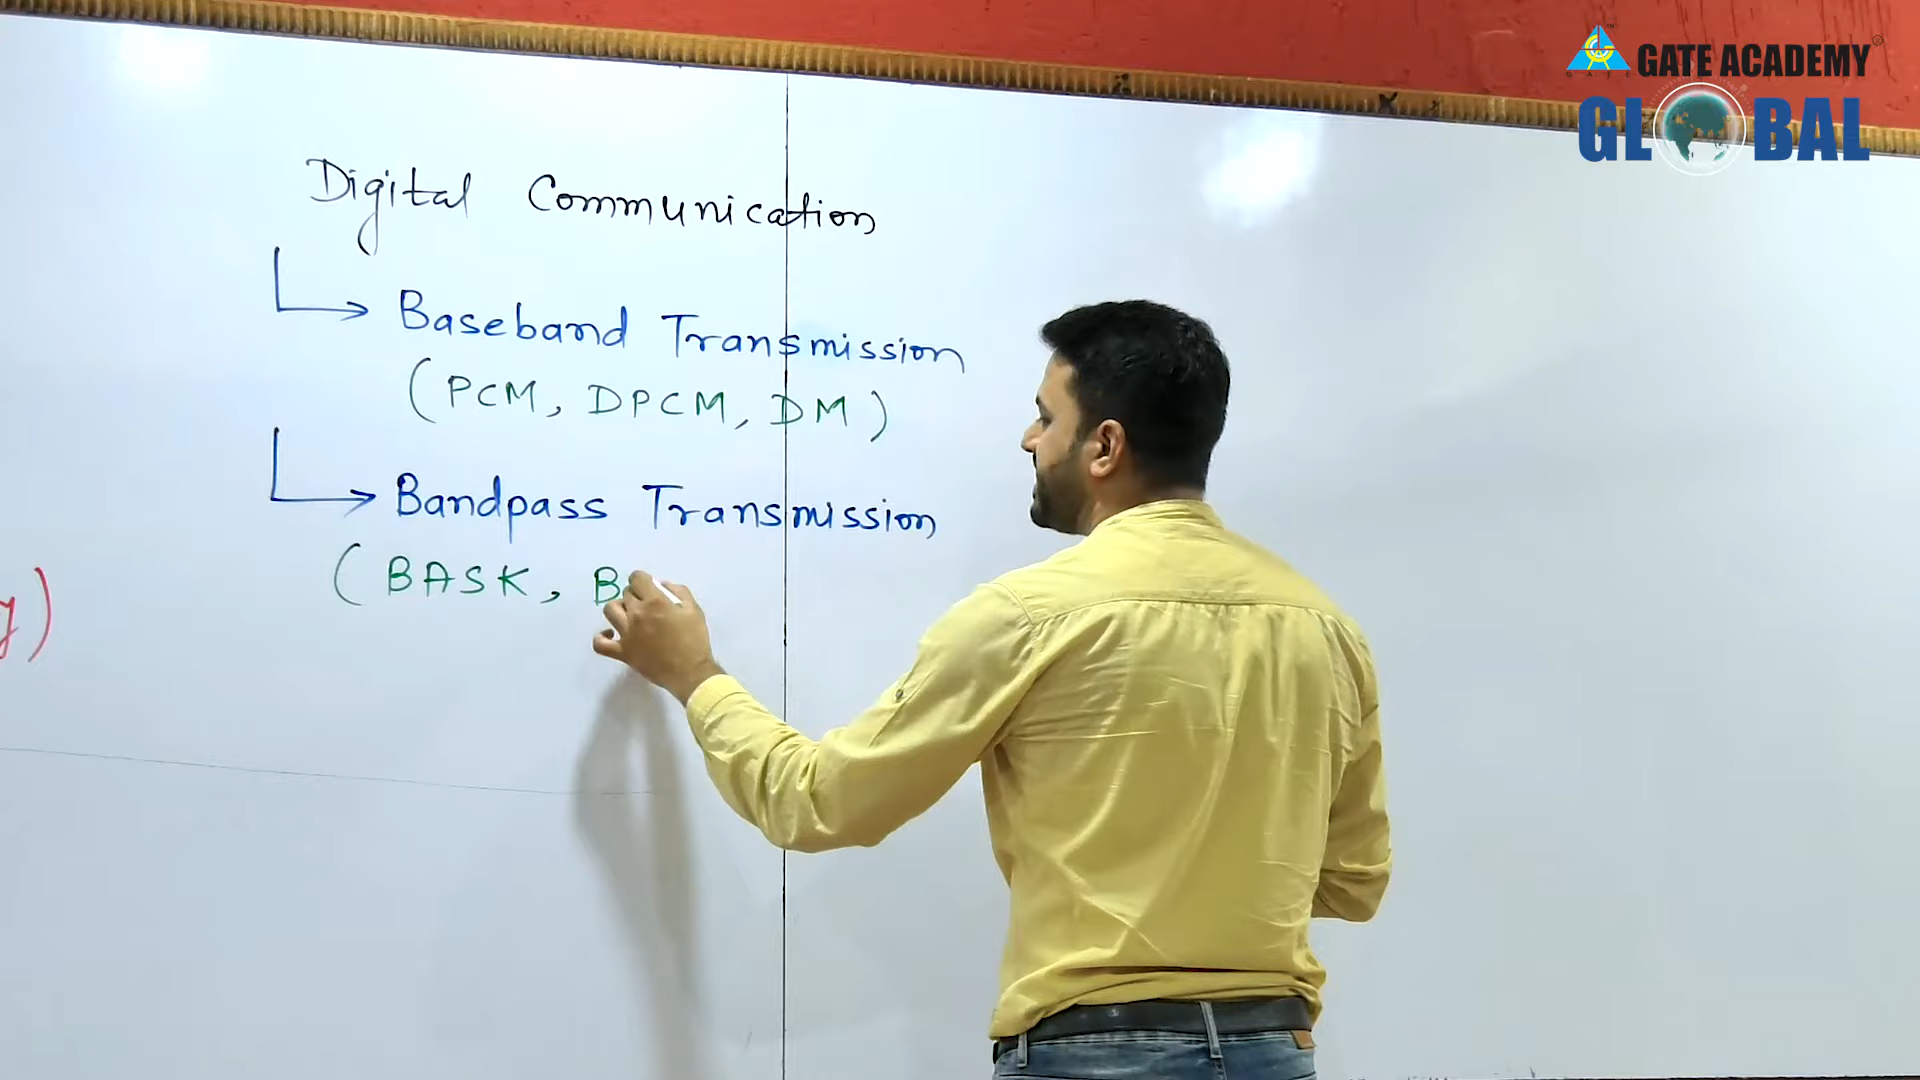 GATE ACADEMY
GLOBAL
Digital Communication
Baseband Transmission
(PCM, DPCM, DM)
Bandpass Transmission
(BASK, B
y)